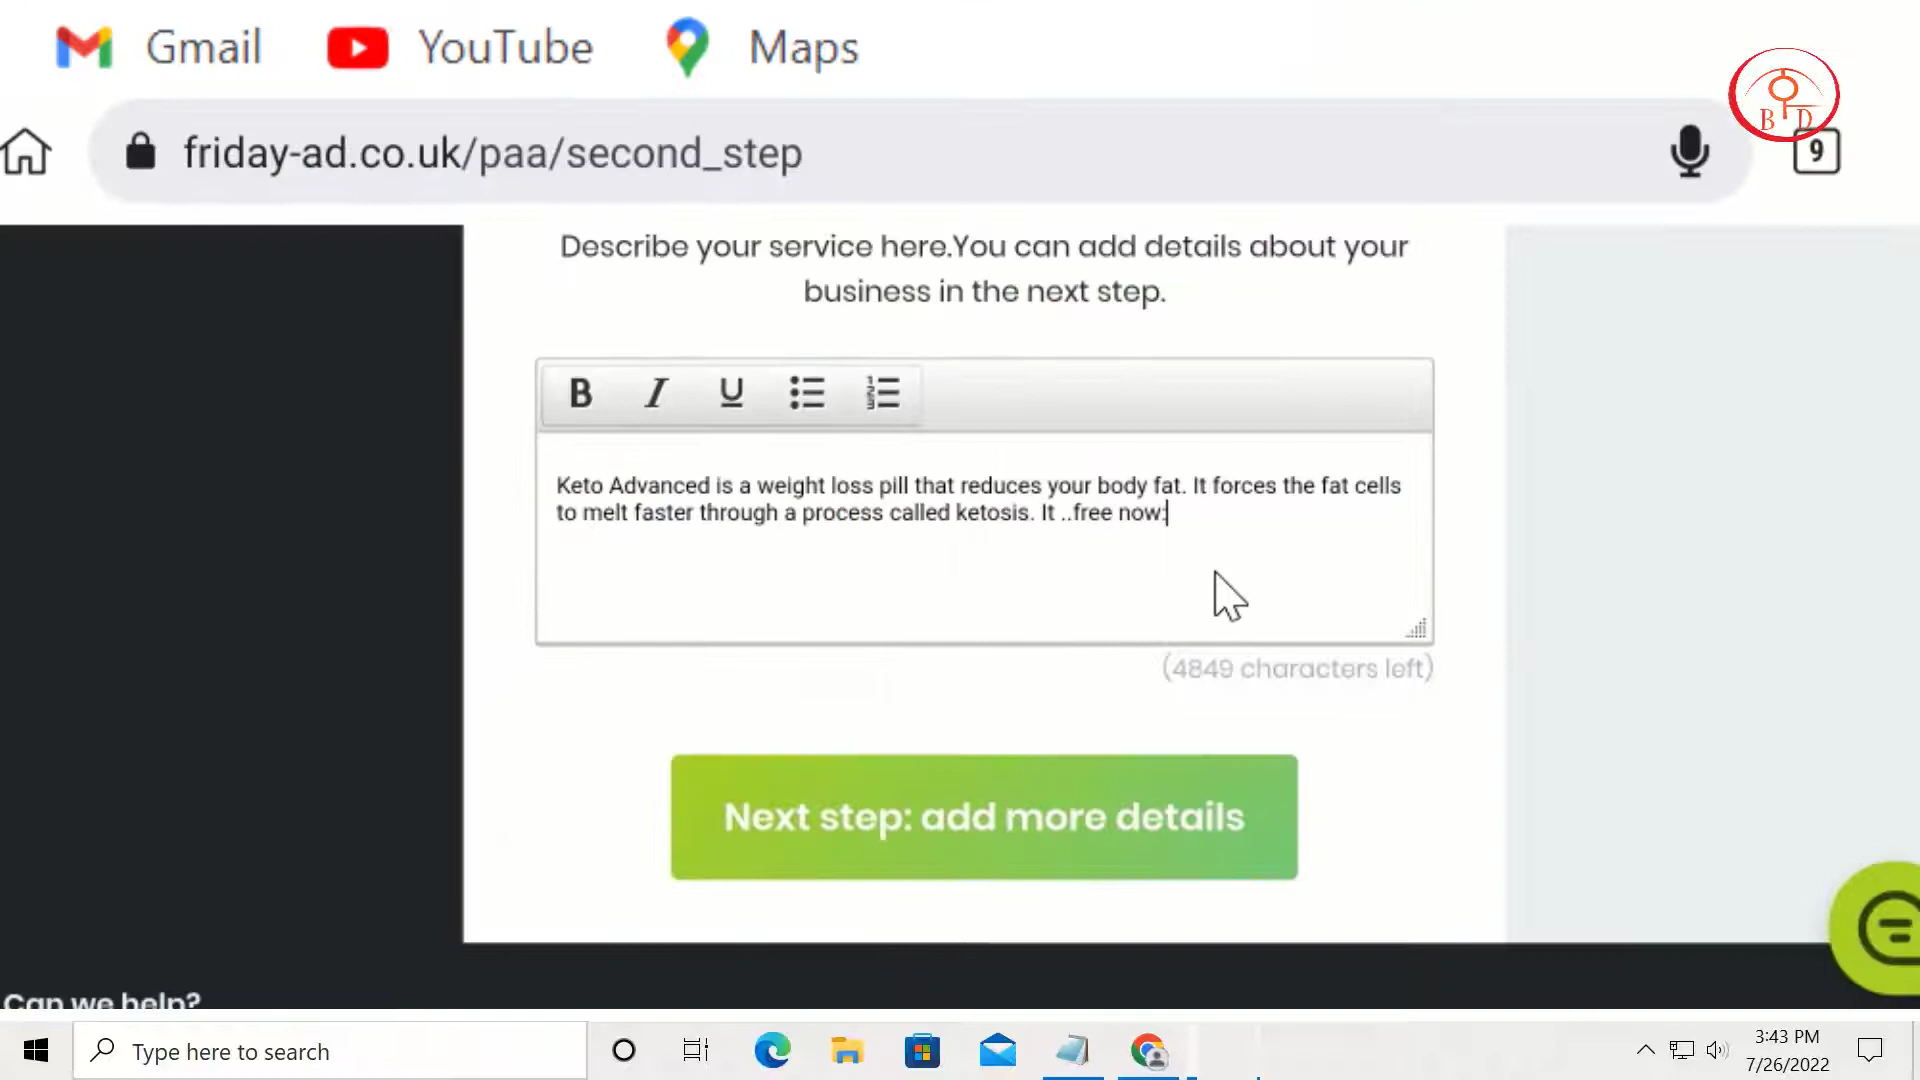 Gmail YouTube Maps
B D
friday-ad.co.uk/paa/second_step
9
Describe your service here.You can add details about your
business in the next step.
B I U
Keto Advanced is a weight loss pill that reduces your body fat. It forces the fat cells
to melt faster through a process called ketosis. It ..free now:
(4849 characters left)
Next step: add more details
Can we help?
Type here to search
3:43 PM
7/26/2022